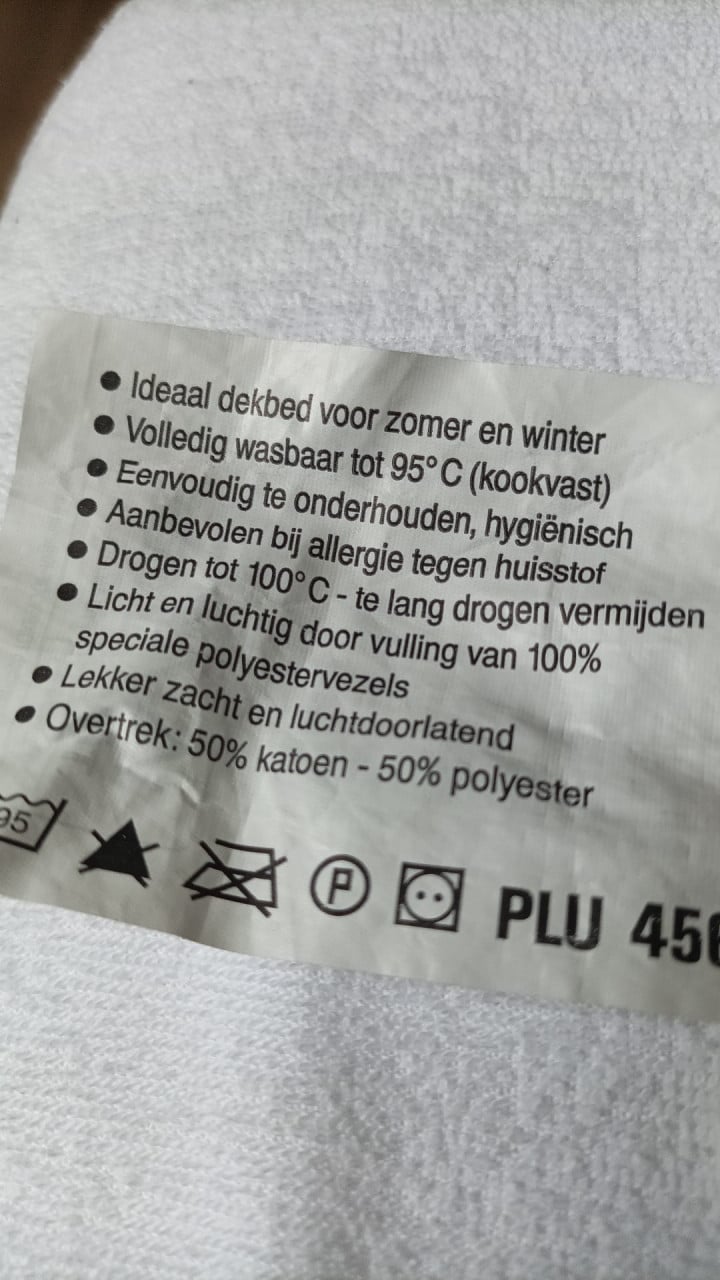 • Ideaal dekbed voor zomer en winter
• Volledig wasbaar tot 95°C (kookvast)
• Eenvoudig te onderhouden, hygiënisch
• Aanbevolen bij allergie tegen huisstof
• Drogen tot 100°C - te lang drogen vermijden
• Licht en luchtig door vulling van 100%
speciale polyestervezels
• Lekker zacht en luchtdoorlatend
• Overtrek: 50% katoen - 50% polyester
95 P PLU 456